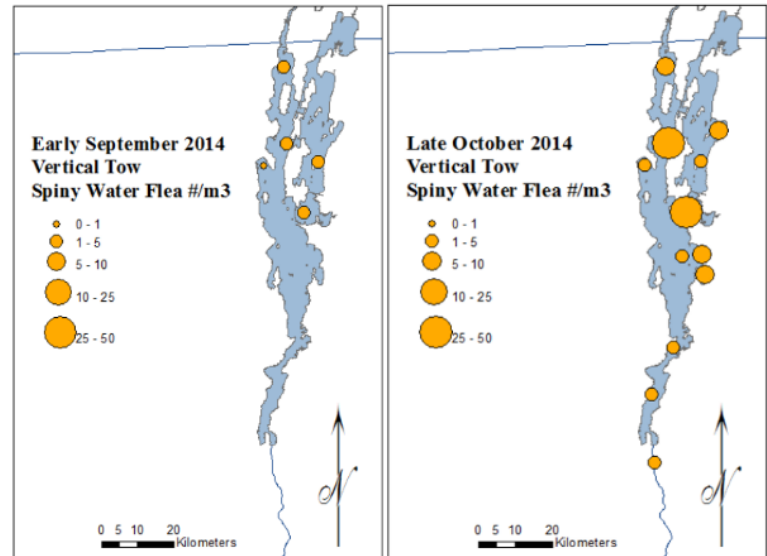 Early September 2014
Vertical Tow
Spiny Water Flea #/m3
0 - 1
1 - 5
5 - 10
10 - 25
25 - 50
N
0 5 10 20
Kilometers
Late October 2014
Vertical Tow
Spiny Water Flea #/m3
0 - 1
1 - 5
5 - 10
10 - 25
25 - 50
N
0 5 10 20
Kilometers